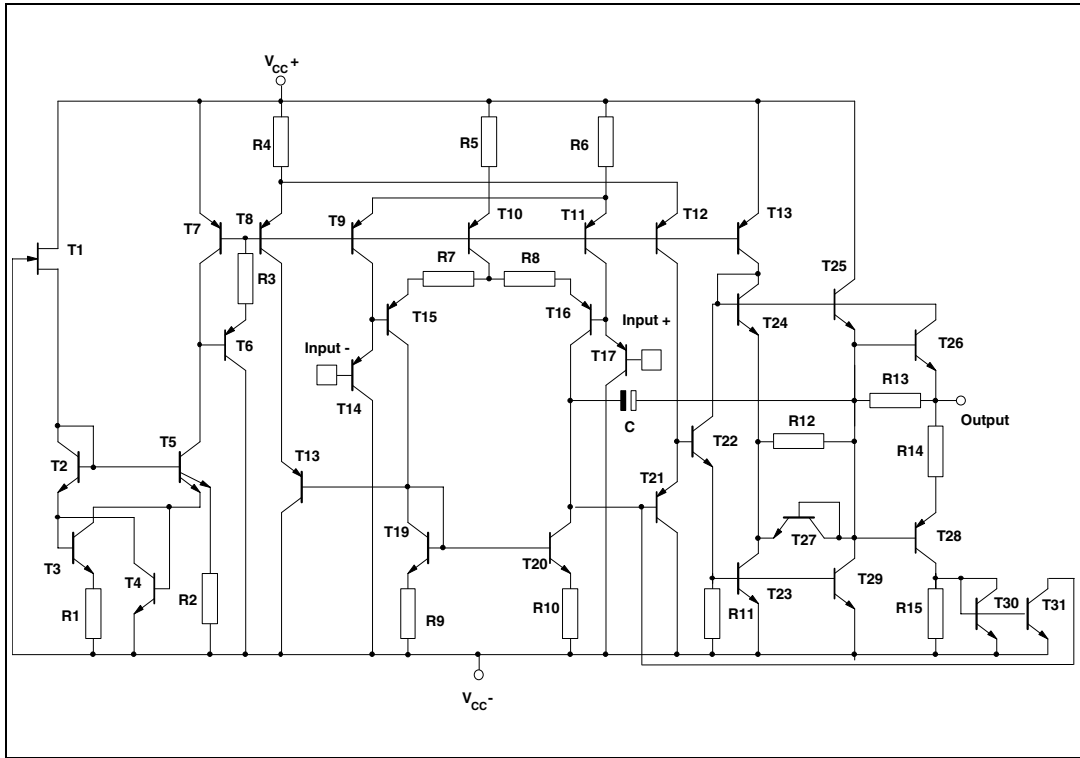 VCC+
R4
R5
R6
T7
T8
T9
T10
T11
T12
T13
T1
R3
R7
R8
T25
T6
T15
T16
Input +
T24
T26
Input -
T17
R13
T14
C
Output
R12
T2
T5
T13
T22
R14
T21
T19
T20
T27
T28
T3
T4
R1
R2
R9
R10
R11
T23
T29
R15
T30
T31
VCC-